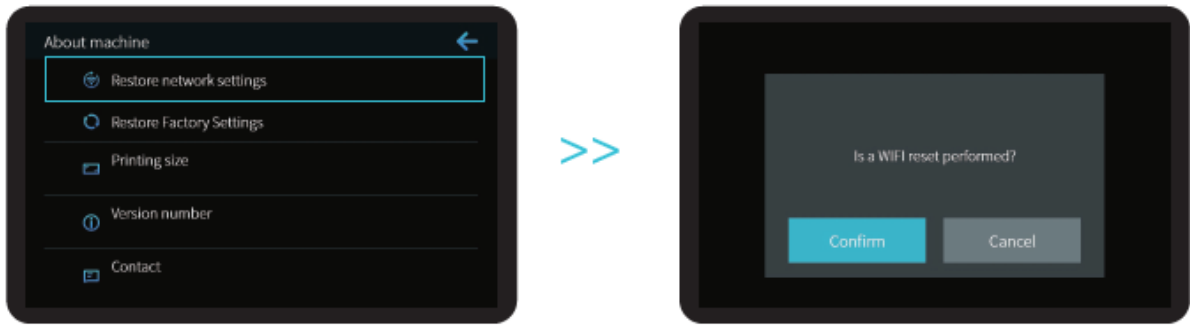 About machine
Restore network settings
Restore Factory Settings
Printing size
Version number
Contact
>>
Is a WIFI reset performed?
Confirm
Cancel